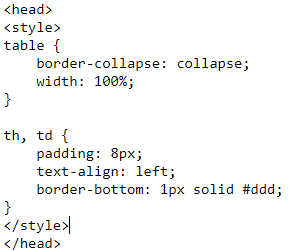 <head>
<style>
table {
    border-collapse: collapse;
    width: 100%;
}

th, td {
    padding: 8px;
    text-align: left;
    border-bottom: 1px solid #ddd;
}
</style>
</head>